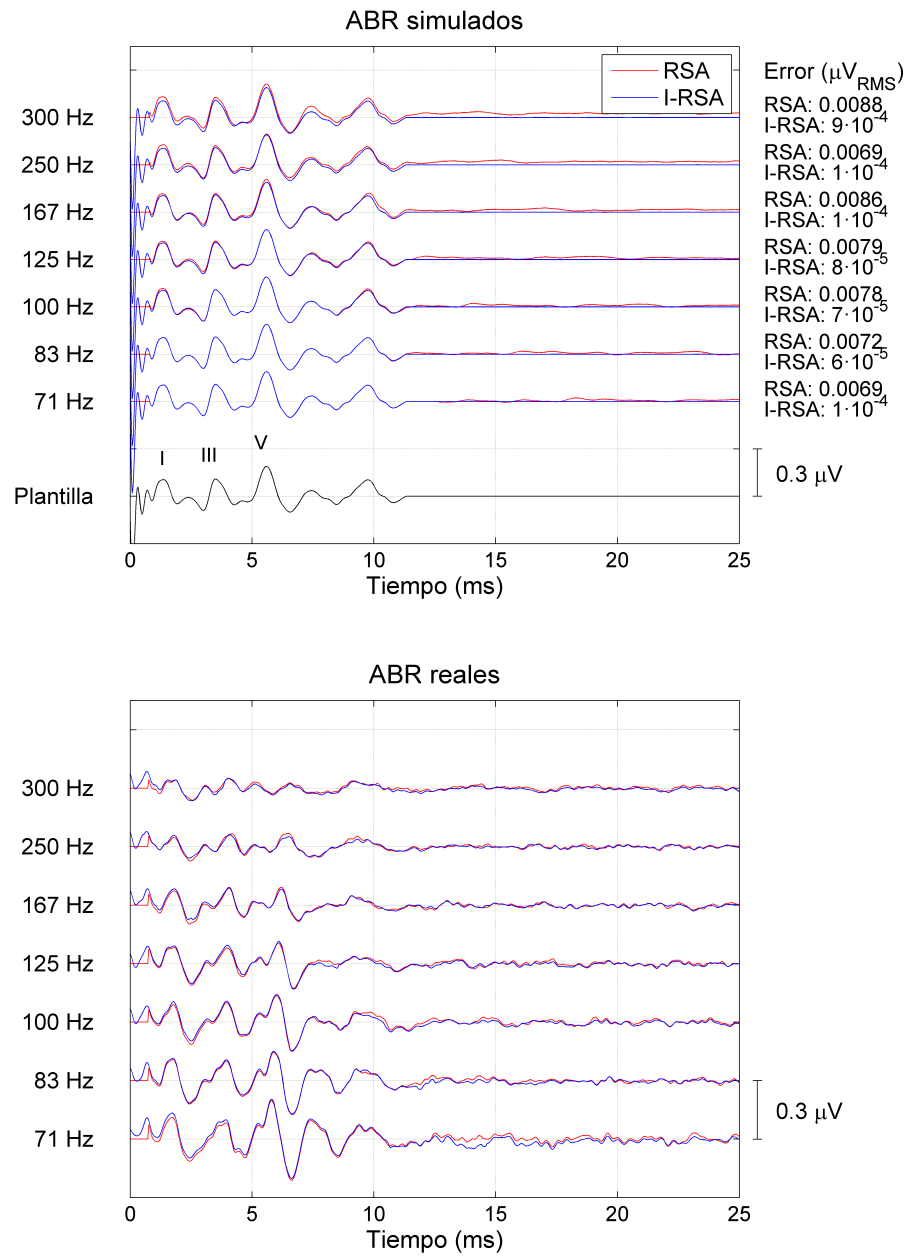 ABR simulados
RSA
I-RSA
Error (μV_RMS)
300 Hz
RSA: 0.0088
I-RSA: 9·10^-4
250 Hz
RSA: 0.0069
I-RSA: 1·10^-4
167 Hz
RSA: 0.0086
I-RSA: 1·10^-4
125 Hz
RSA: 0.0079
I-RSA: 8·10^-5
100 Hz
RSA: 0.0078
I-RSA: 7·10^-5
83 Hz
RSA: 0.0072
I-RSA: 6·10^-5
71 Hz
RSA: 0.0069
I-RSA: 1·10^-4
I III V
Plantilla
0.3 μV
0 5 10 15 20 25
Tiempo (ms)
ABR reales
300 Hz
250 Hz
167 Hz
125 Hz
100 Hz
83 Hz
71 Hz
0.3 μV
0 5 10 15 20 25
Tiempo (ms)